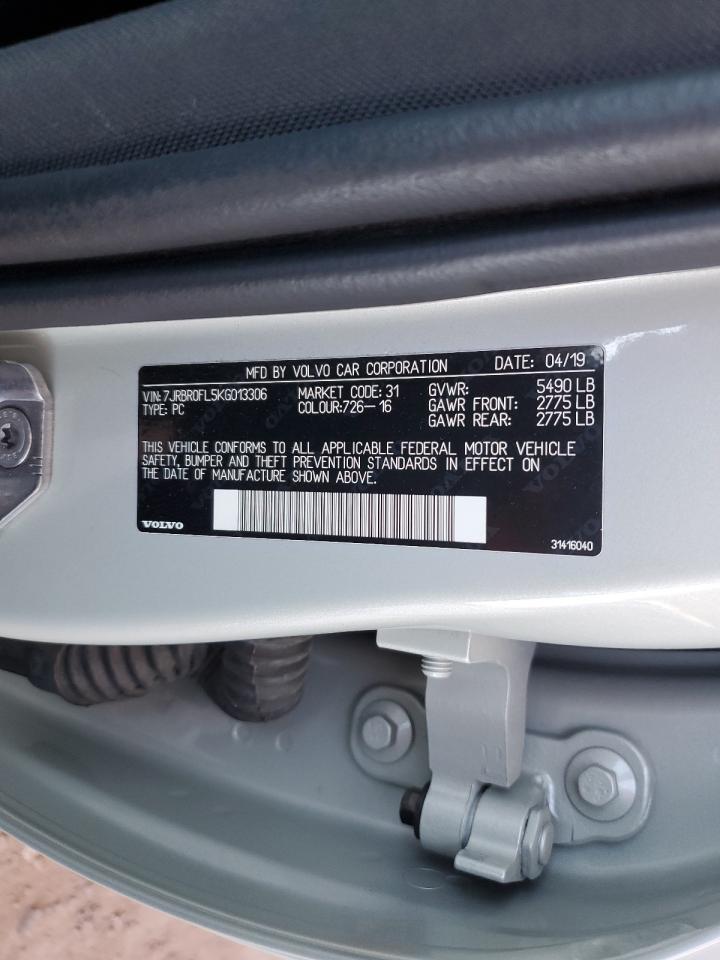 MFD BY VOLVO CAR CORPORATION DATE: 04/19
VIN: 7JRBR0FL5KG013306 MARKET CODE: 31 GVWR: 5490 LB
TYPE: PC COLOUR:726-16 GAWR FRONT: 2775 LB
GAWR REAR: 2775 LB
THIS VEHICLE CONFORMS TO ALL APPLICABLE FEDERAL MOTOR VEHICLE
SAFETY, BUMPER AND THEFT PREVENTION STANDARDS IN EFFECT ON
THE DATE OF MANUFACTURE SHOWN ABOVE.
VOLVO 31416040